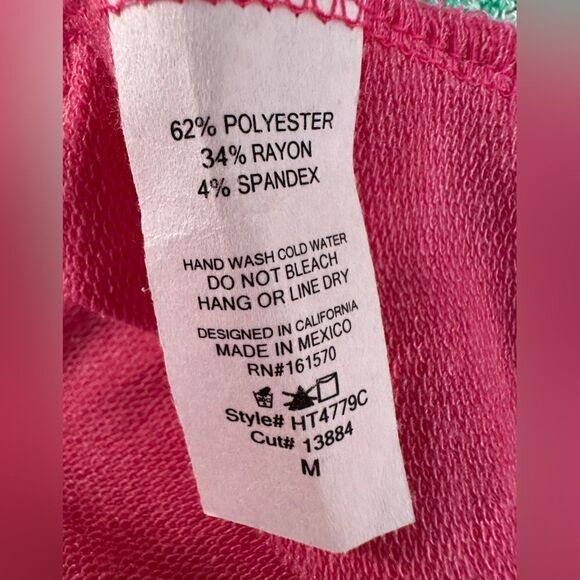 62% POLYESTER
34% RAYON
4% SPANDEX
HAND WASH COLD WATER
DO NOT BLEACH
HANG OR LINE DRY
DESIGNED IN CALIFORNIA
MADE IN MEXICO
RN#161570
Style# HT4779C
Cut# 13884
M